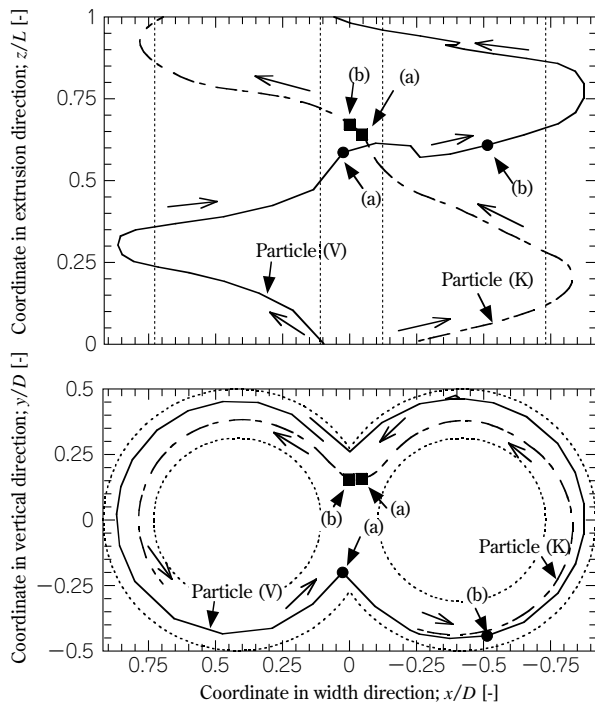 Coordinate in extrusion direction; z/L [-]
1
0.75
0.5
0.25
0
(b)
(a)
(a)
(b)
Particle (V)
Particle (K)
Coordinate in vertical direction; y/D [-]
0.5
0.25
0
−0.25
−0.5
(b)
(a)
(a)
(b)
Particle (V)
Particle (K)
0.75
0.5
0.25
0
−0.25
−0.5
−0.75
Coordinate in width direction; x/D [-]